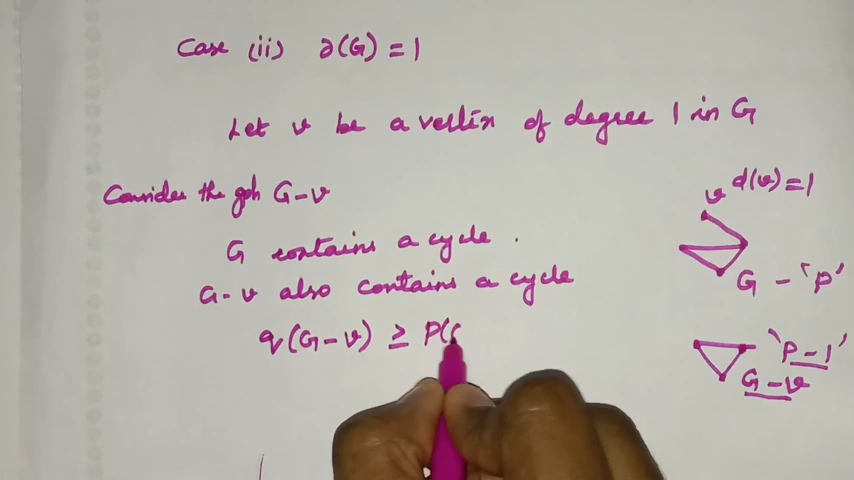 Case (ii) ∂(G) = 1
Let v be a vertex of degree 1 in G
Consider the gph G-v
G contains a cycle.
G-v also contains a cycle
q(G-v) ≥ P(
v d(v)=1
G - 'P'
'P-1'
G-v